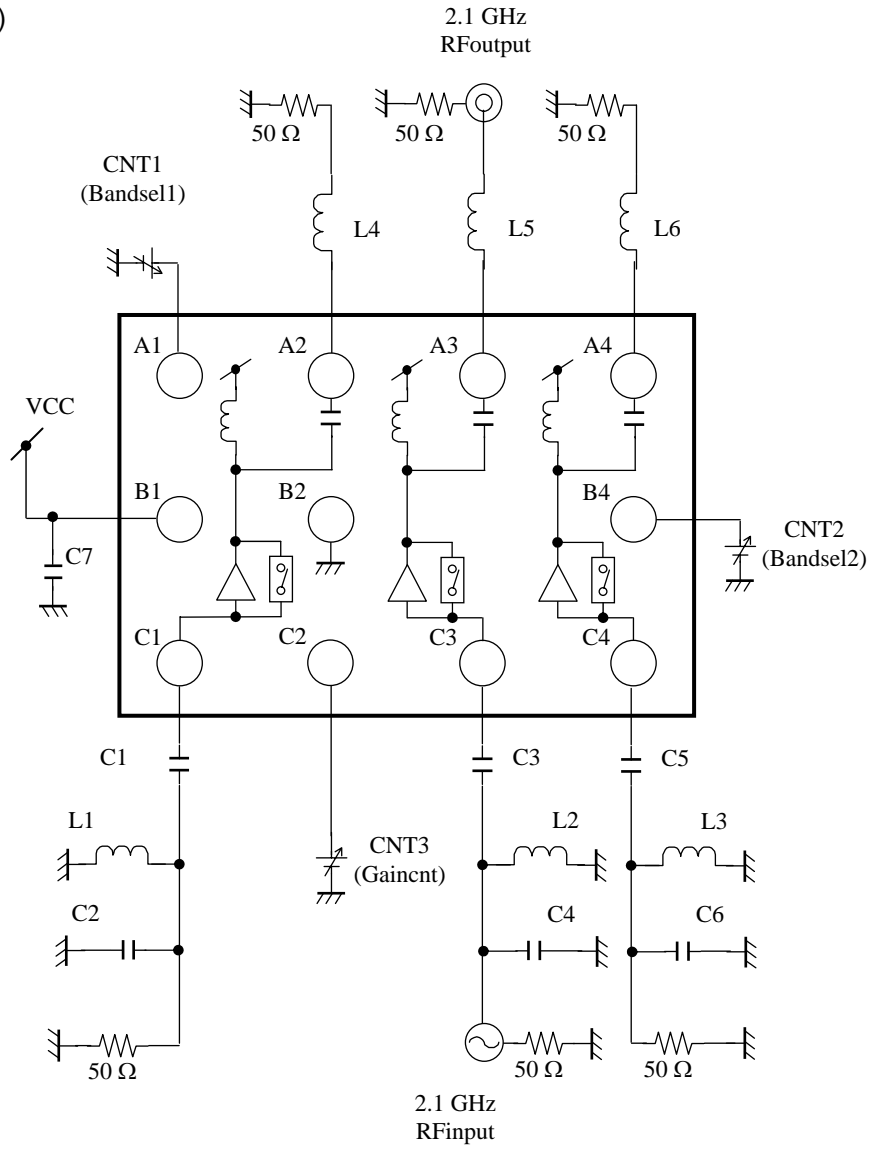 )
2.1 GHz
RFoutput
50 Ω
50 Ω
50 Ω
CNT1
(Bandsel1)
L4
L5
L6
A1
A2
A3
A4
VCC
B1
B2
B4
CNT2
(Bandsel2)
C7
C1
C2
C3
C4
C1
C3
C5
L1
L2
L3
CNT3
(Gaincnt)
C2
C4
C6
50 Ω
50 Ω
50 Ω
2.1 GHz
RFinput